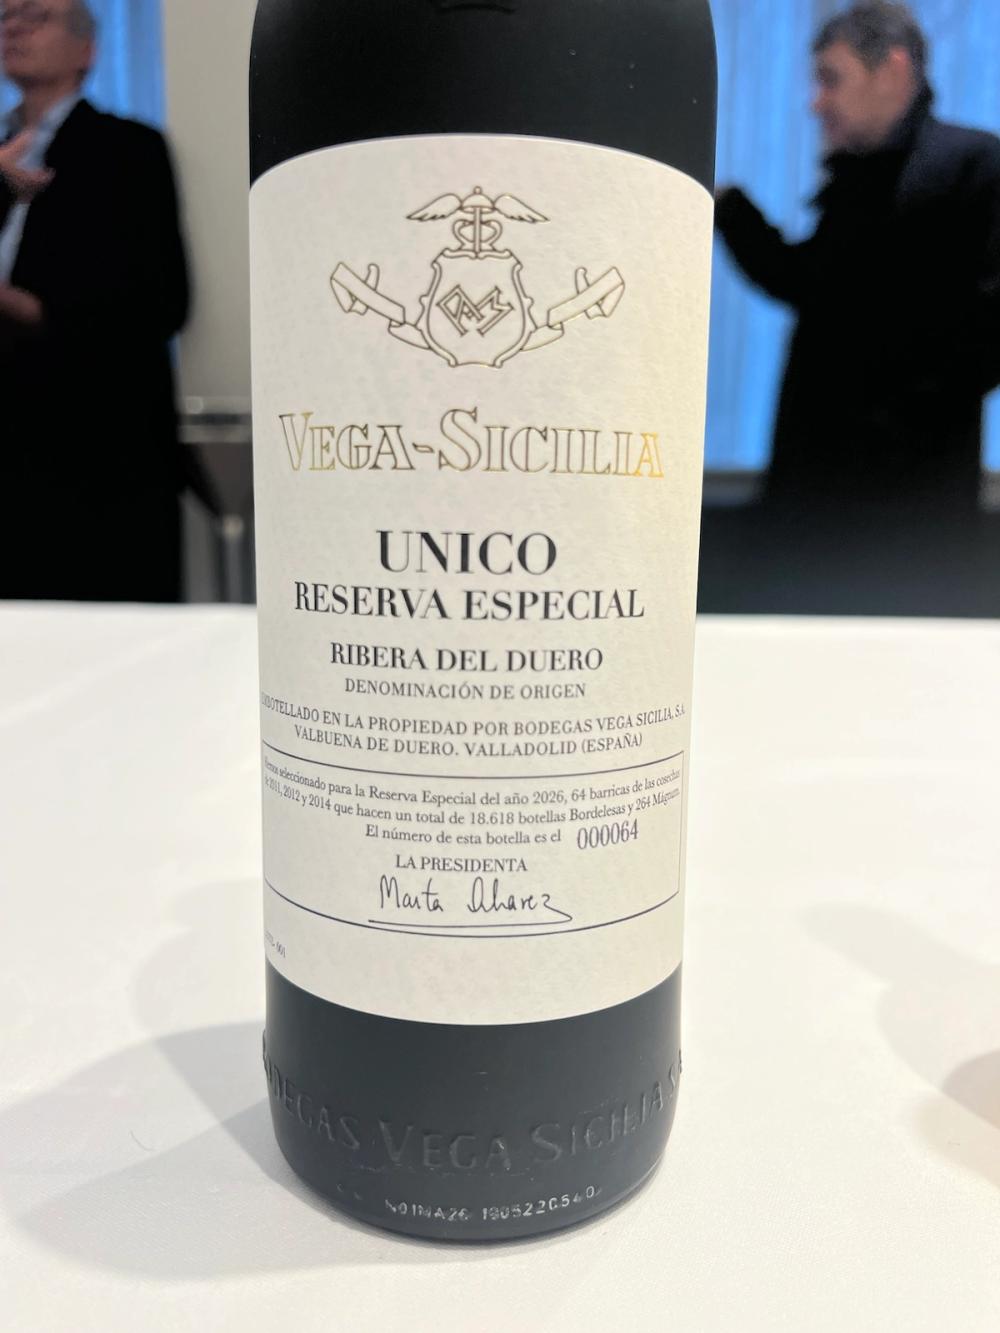 VEGA-SICILIA
UNICO
RESERVA ESPECIAL
RIBERA DEL DUERO
DENOMINACIÓN DE ORIGEN
EMBOTELLADO EN LA PROPIEDAD POR BODEGAS VEGA SICILIA, S.A.
VALBUENA DE DUERO. VALLADOLID (ESPAÑA)
Hemos seleccionado para la Reserva Especial del año 2026, 64 barricas de las cosechas
de 2011, 2012 y 2014 que hacen un total de 18.618 botellas Bordelesas y 264 Mágnum.
El número de esta botella es el 000064
LA PRESIDENTA
Marta Alvarez
001
BODEGAS VEGA SICILIA S.A